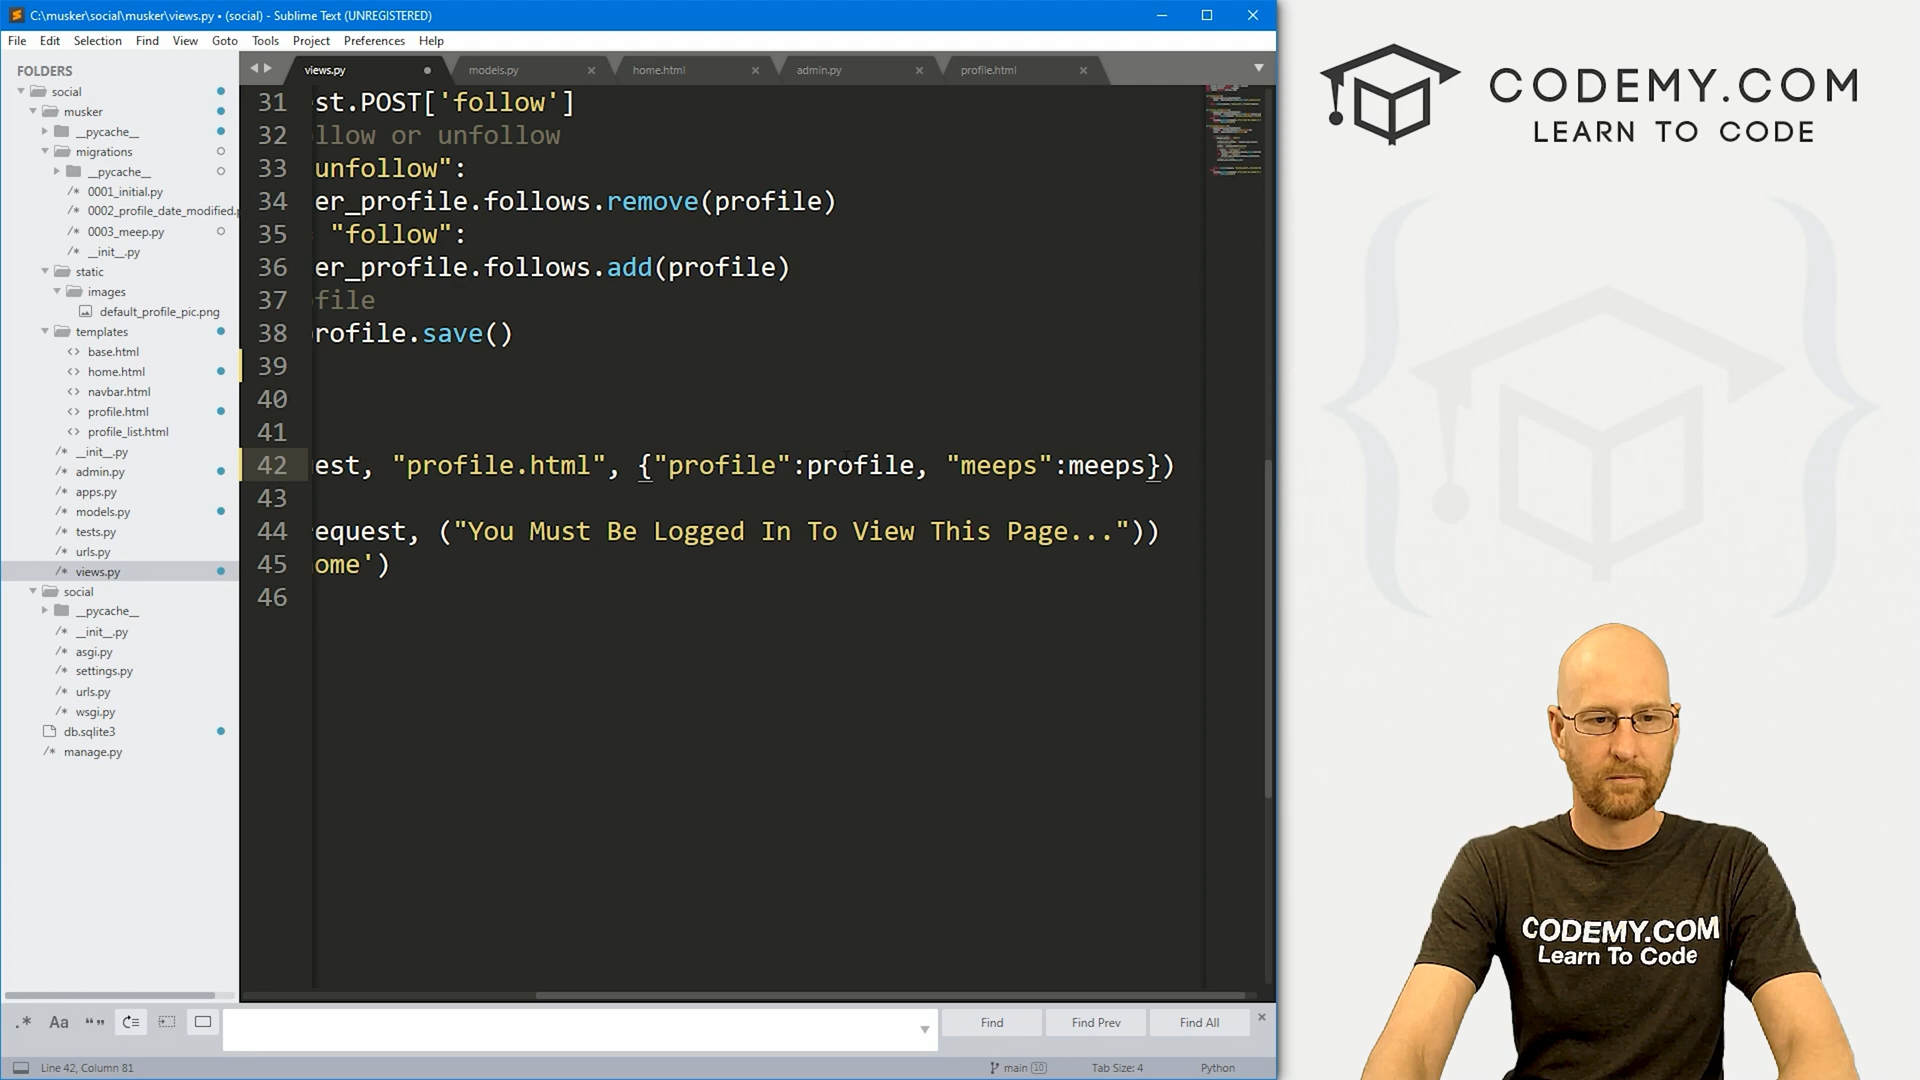 C:\musker\social\musker\views.py • (social) - Sublime Text (UNREGISTERED)
File Edit Selection Find View Goto Tools Project Preferences Help
FOLDERS
social
musker
__pycache__
migrations
__pycache__
0001_initial.py
0002_profile_date_modified.p
0003_meep.py
__init__.py
static
images
default_profile_pic.png
templates
base.html
home.html
navbar.html
profile.html
profile_list.html
__init__.py
admin.py
apps.py
models.py
tests.py
urls.py
views.py
social
__pycache__
__init__.py
asgi.py
settings.py
urls.py
wsgi.py
db.sqlite3
manage.py
views.py models.py home.html admin.py profile.html
31 st.POST['follow']
32 llow or unfollow
33 unfollow":
34 er_profile.follows.remove(profile)
35 "follow":
36 er_profile.follows.add(profile)
37 file
38 rofile.save()
39
40
41
42 est, "profile.html", {"profile":profile, "meeps":meeps})
43
44 equest, ("You Must Be Logged In To View This Page..."))
45 ome')
46
.* Aa “” Find Find Prev Find All
Line 42, Column 81 main 10 Tab Size: 4 Python
CODEMY.COM
LEARN TO CODE
CODEMY.COM
Learn To Code